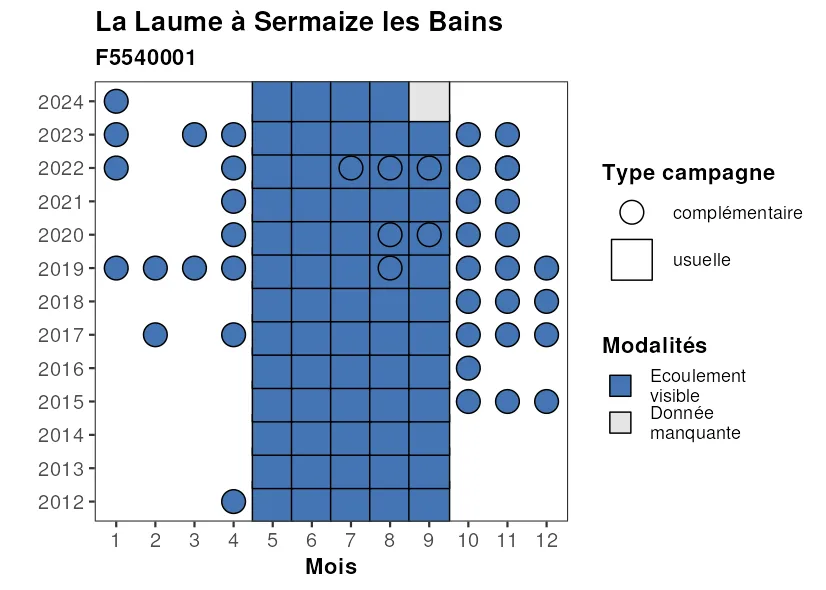 La Laume à Sermaize les Bains
F5540001
2024
2023
2022
2021
2020
2019
2018
2017
2016
2015
2014
2013
2012
1 2 3 4 5 6 7 8 9 10 11 12
Mois
Type campagne
complémentaire
usuelle
Modalités
Ecoulement
visible
Donnée
manquante